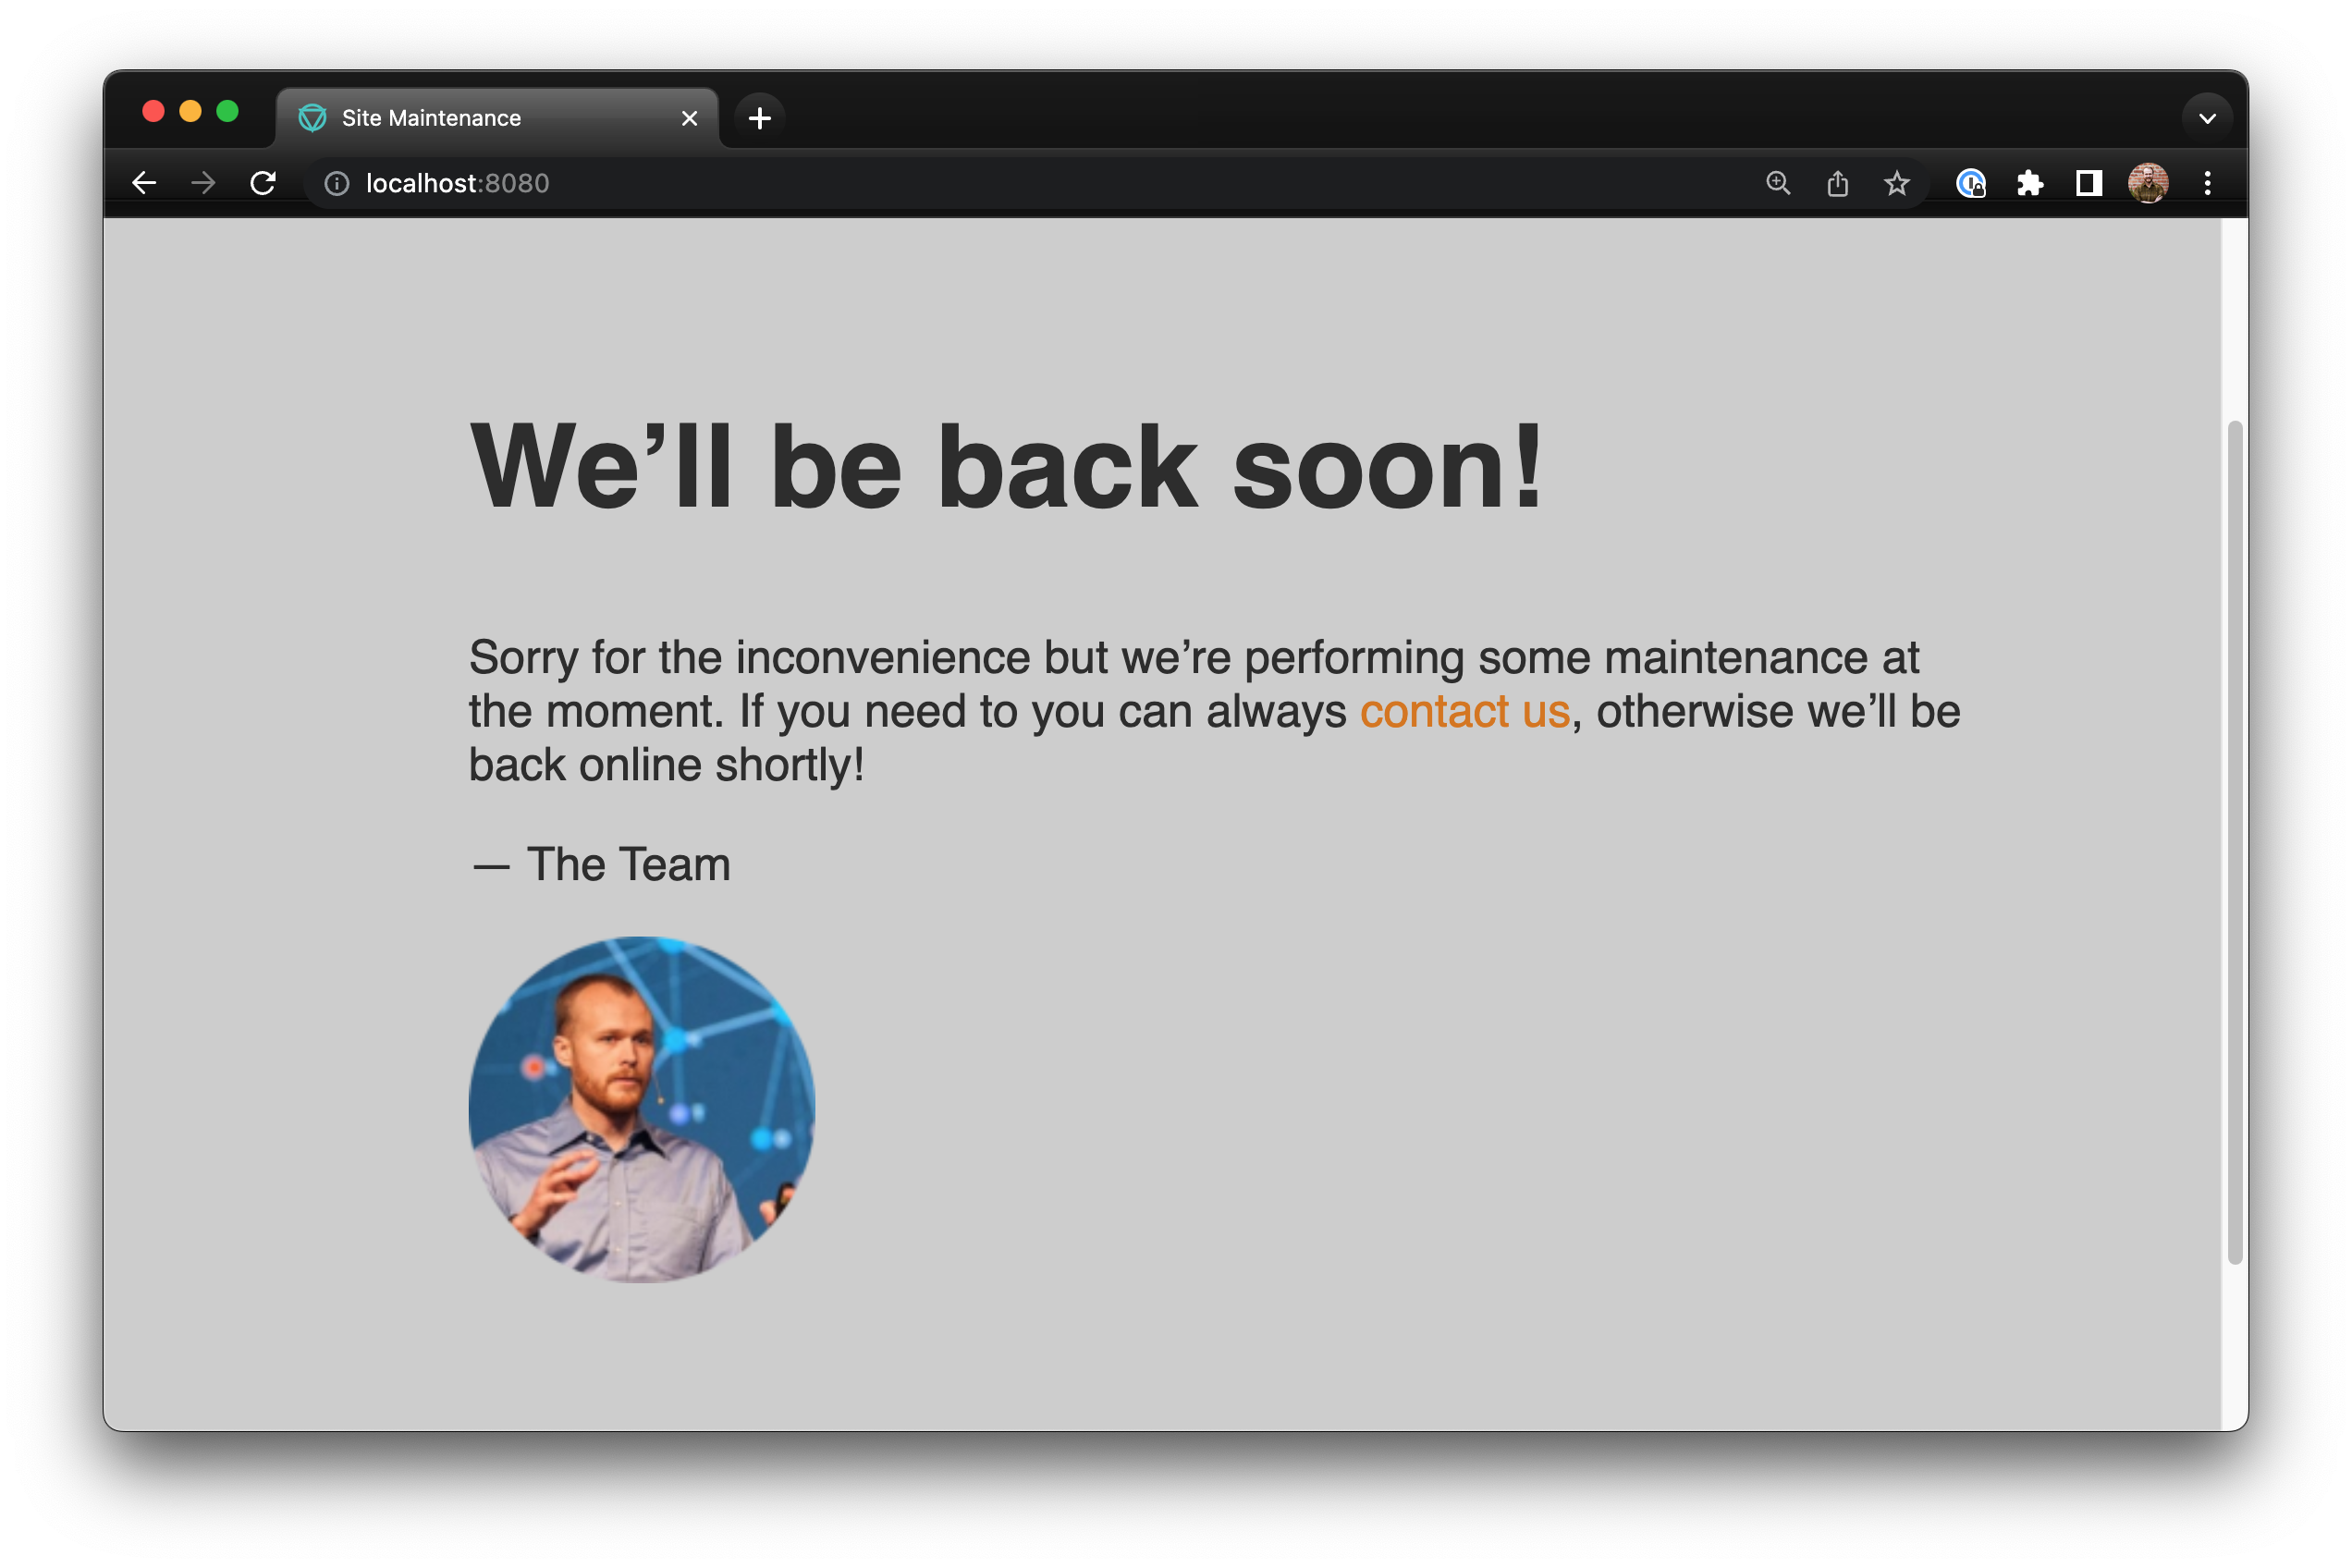 Site Maintenance
localhost:8080
We’ll be back soon!
Sorry for the inconvenience but we’re performing some maintenance at
the moment. If you need to you can always contact us, otherwise we’ll be
back online shortly!
— The Team